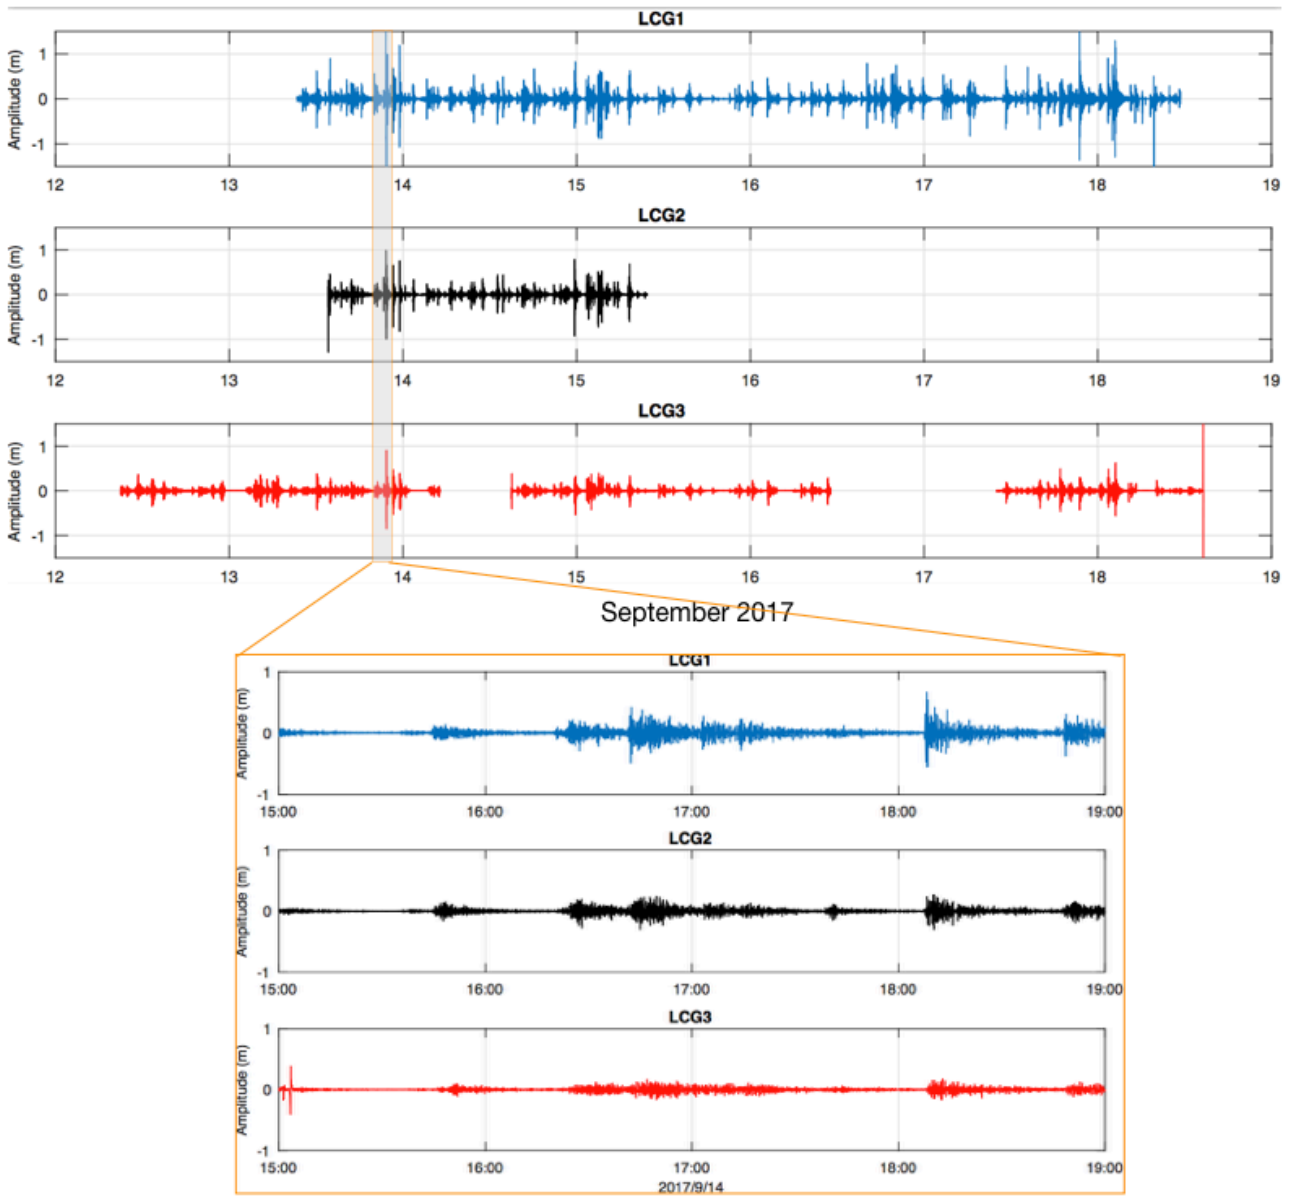 LCG1
Amplitude (m)
1
0
-1
12 13 14 15 16 17 18 19
LCG2
Amplitude (m)
1
0
-1
12 13 14 15 16 17 18 19
LCG3
Amplitude (m)
1
0
-1
12 13 14 15 16 17 18 19
September 2017
LCG1
Amplitude (m)
1
0
-1
15:00 16:00 17:00 18:00 19:00
LCG2
Amplitude (m)
1
0
-1
15:00 16:00 17:00 18:00 19:00
LCG3
Amplitude (m)
1
0
-1
15:00 16:00 17:00 18:00 19:00
2017/9/14